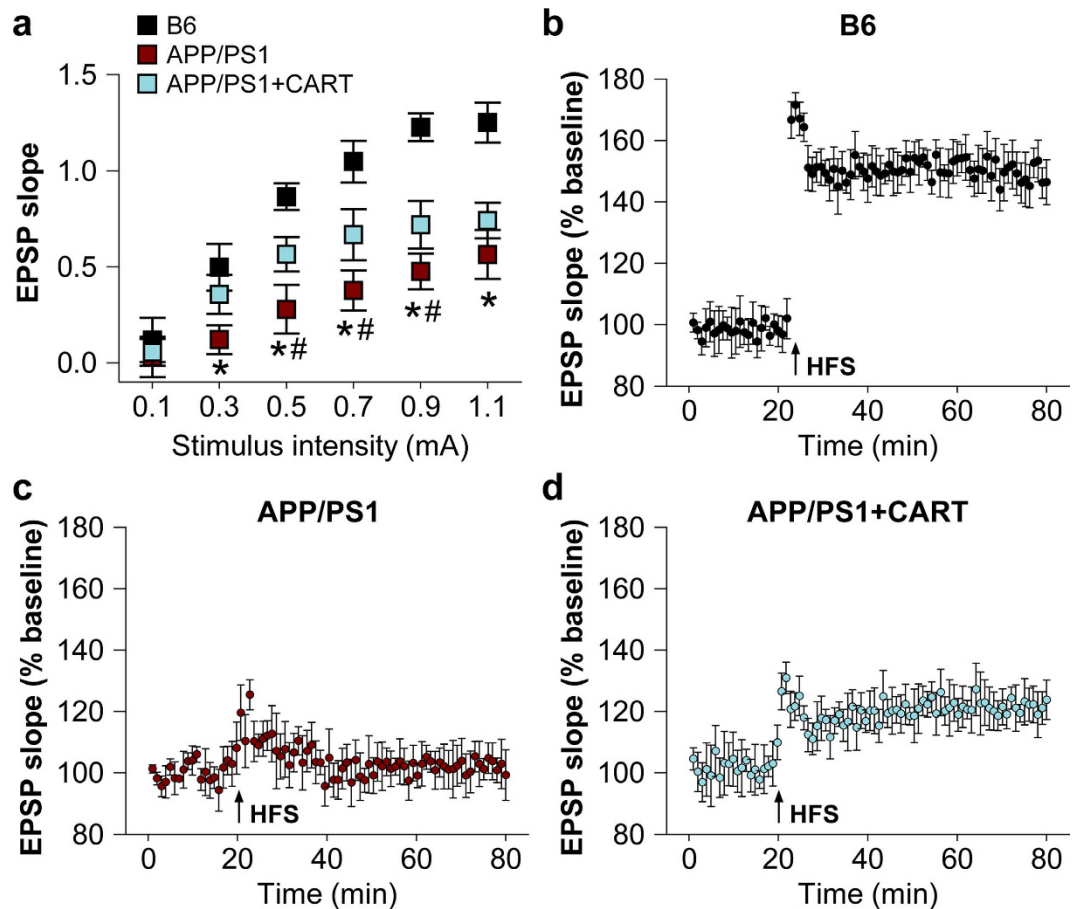 a
B6
APP/PS1
APP/PS1+CART
1.5
1.0
0.5
0.0
EPSP slope
*
*#
*#
*#
*
0.1 0.3 0.5 0.7 0.9 1.1
Stimulus intensity (mA)
b
B6
180
160
140
120
100
80
EPSP slope (% baseline)
HFS
0 20 40 60 80
Time (min)
c
APP/PS1
180
160
140
120
100
80
EPSP slope (% baseline)
HFS
0 20 40 60 80
Time (min)
d
APP/PS1+CART
180
160
140
120
100
80
EPSP slope (% baseline)
HFS
0 20 40 60 80
Time (min)